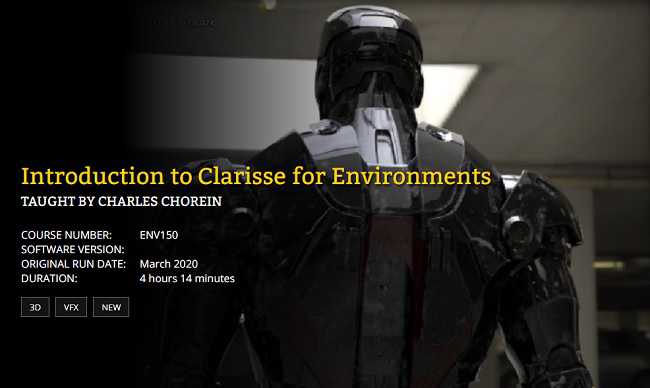 Introduction to Clarisse for Environments
TAUGHT BY CHARLES CHOREIN
COURSE NUMBER: ENV150
SOFTWARE VERSION:
ORIGINAL RUN DATE: March 2020
DURATION: 4 hours 14 minutes
3D VFX NEW